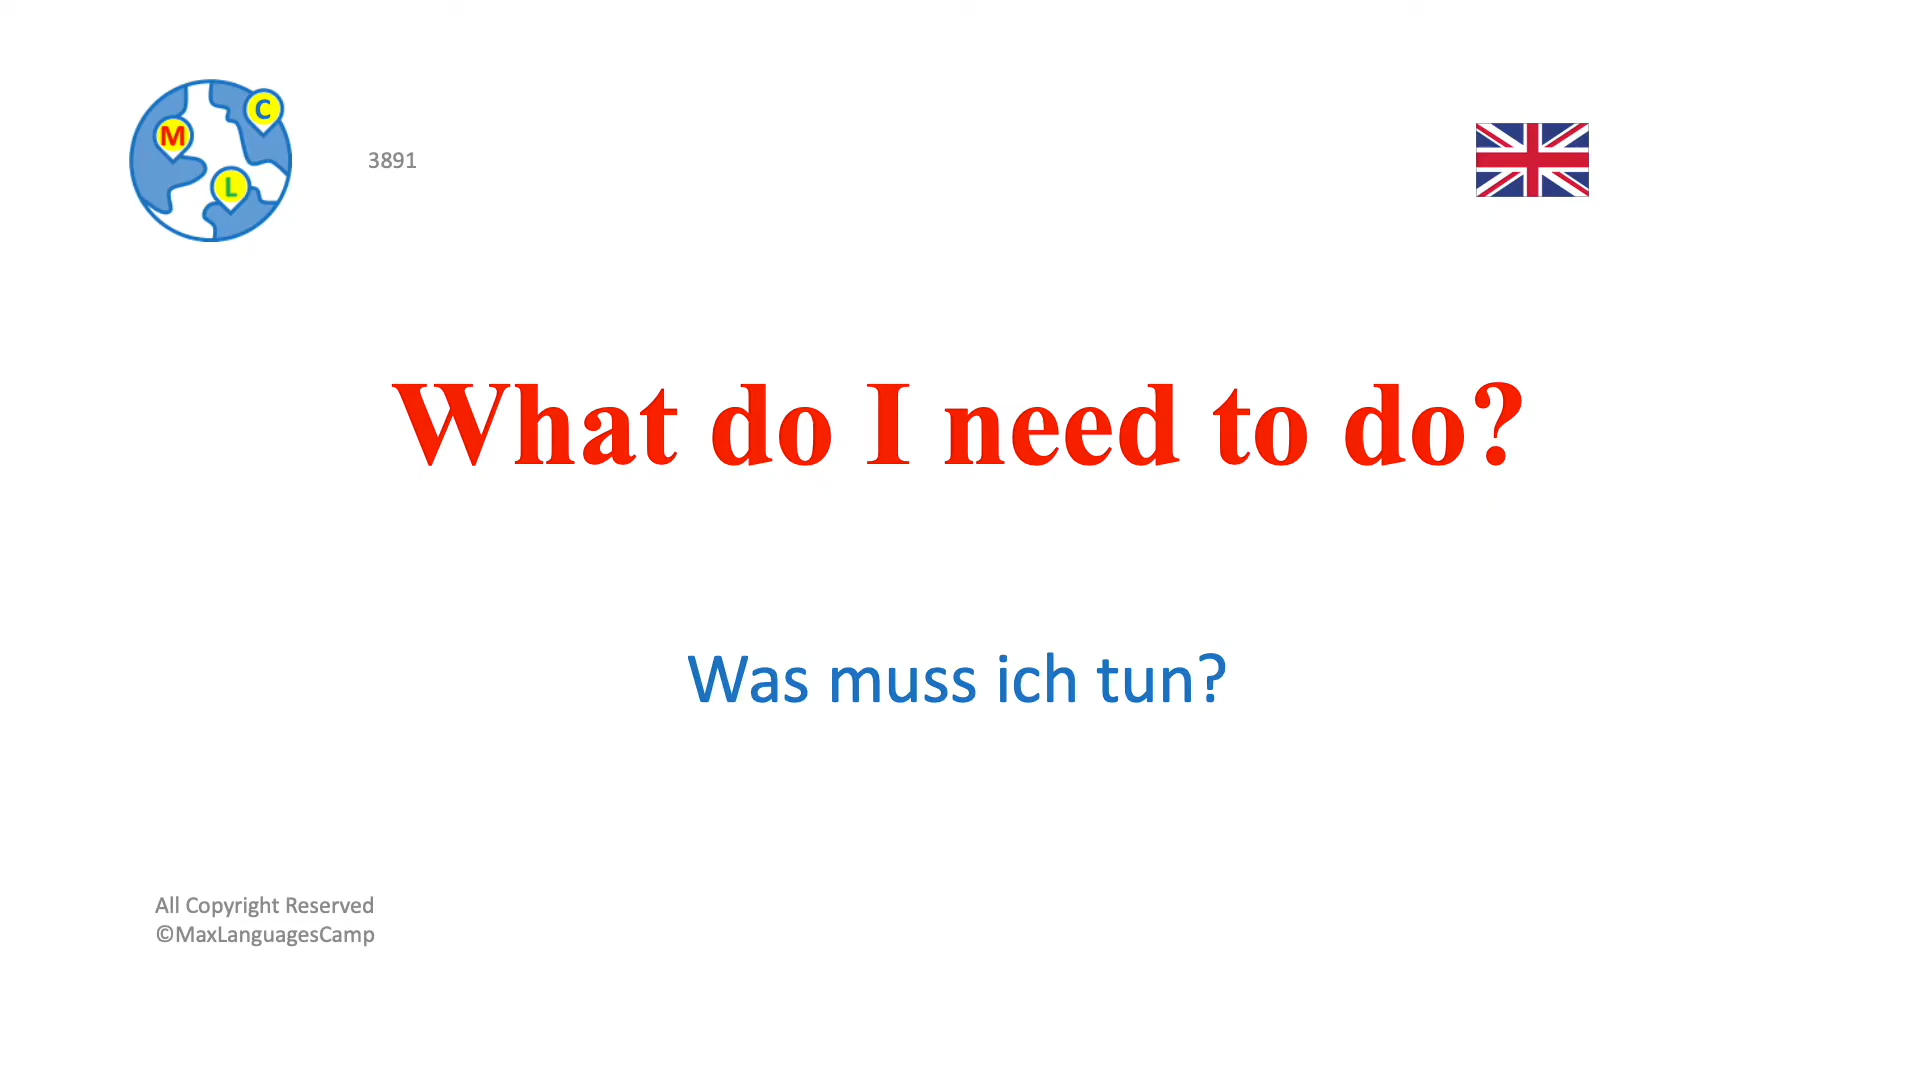 C
M
L
3891
What do I need to do?
Was muss ich tun?
All Copyright Reserved
©MaxLanguagesCamp